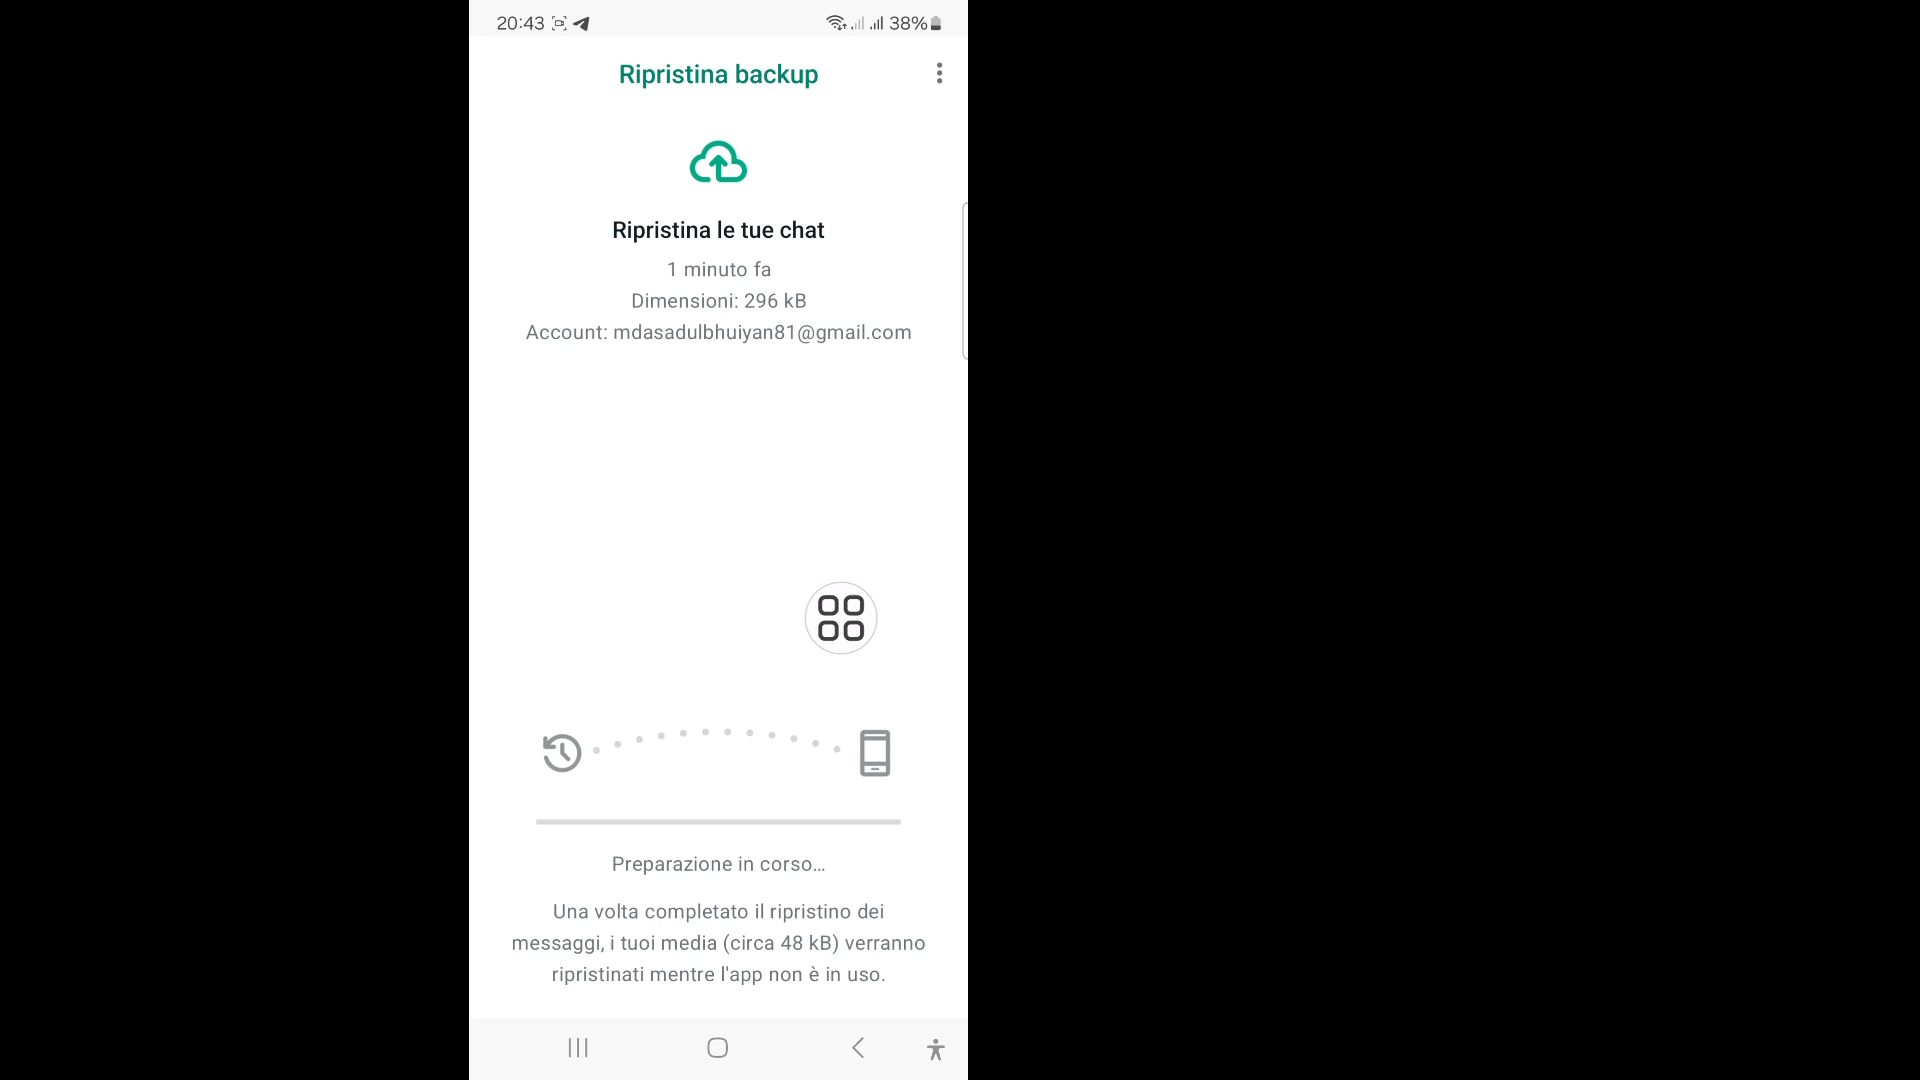 20:43 38%
Ripristina backup
Ripristina le tue chat
1 minuto fa
Dimensioni: 296 kB
Account: mdasadulbhuiyan81@gmail.com
Preparazione in corso…
Una volta completato il ripristino dei
messaggi, i tuoi media (circa 48 kB) verranno
ripristinati mentre l'app non è in uso.